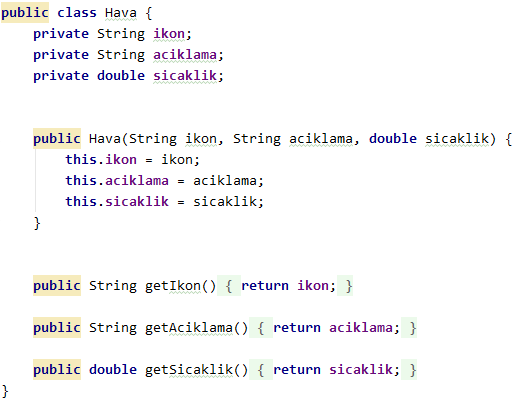 public class Hava {
    private String ikon;
    private String aciklama;
    private double sicaklik;
    public Hava(String ikon, String aciklama, double sicaklik) {
        this.ikon = ikon;
        this.aciklama = aciklama;
        this.sicaklik = sicaklik;
    }
    public String getIkon() { return ikon; }
    public String getAciklama() { return aciklama; }
    public double getSicaklik() { return sicaklik; }
}